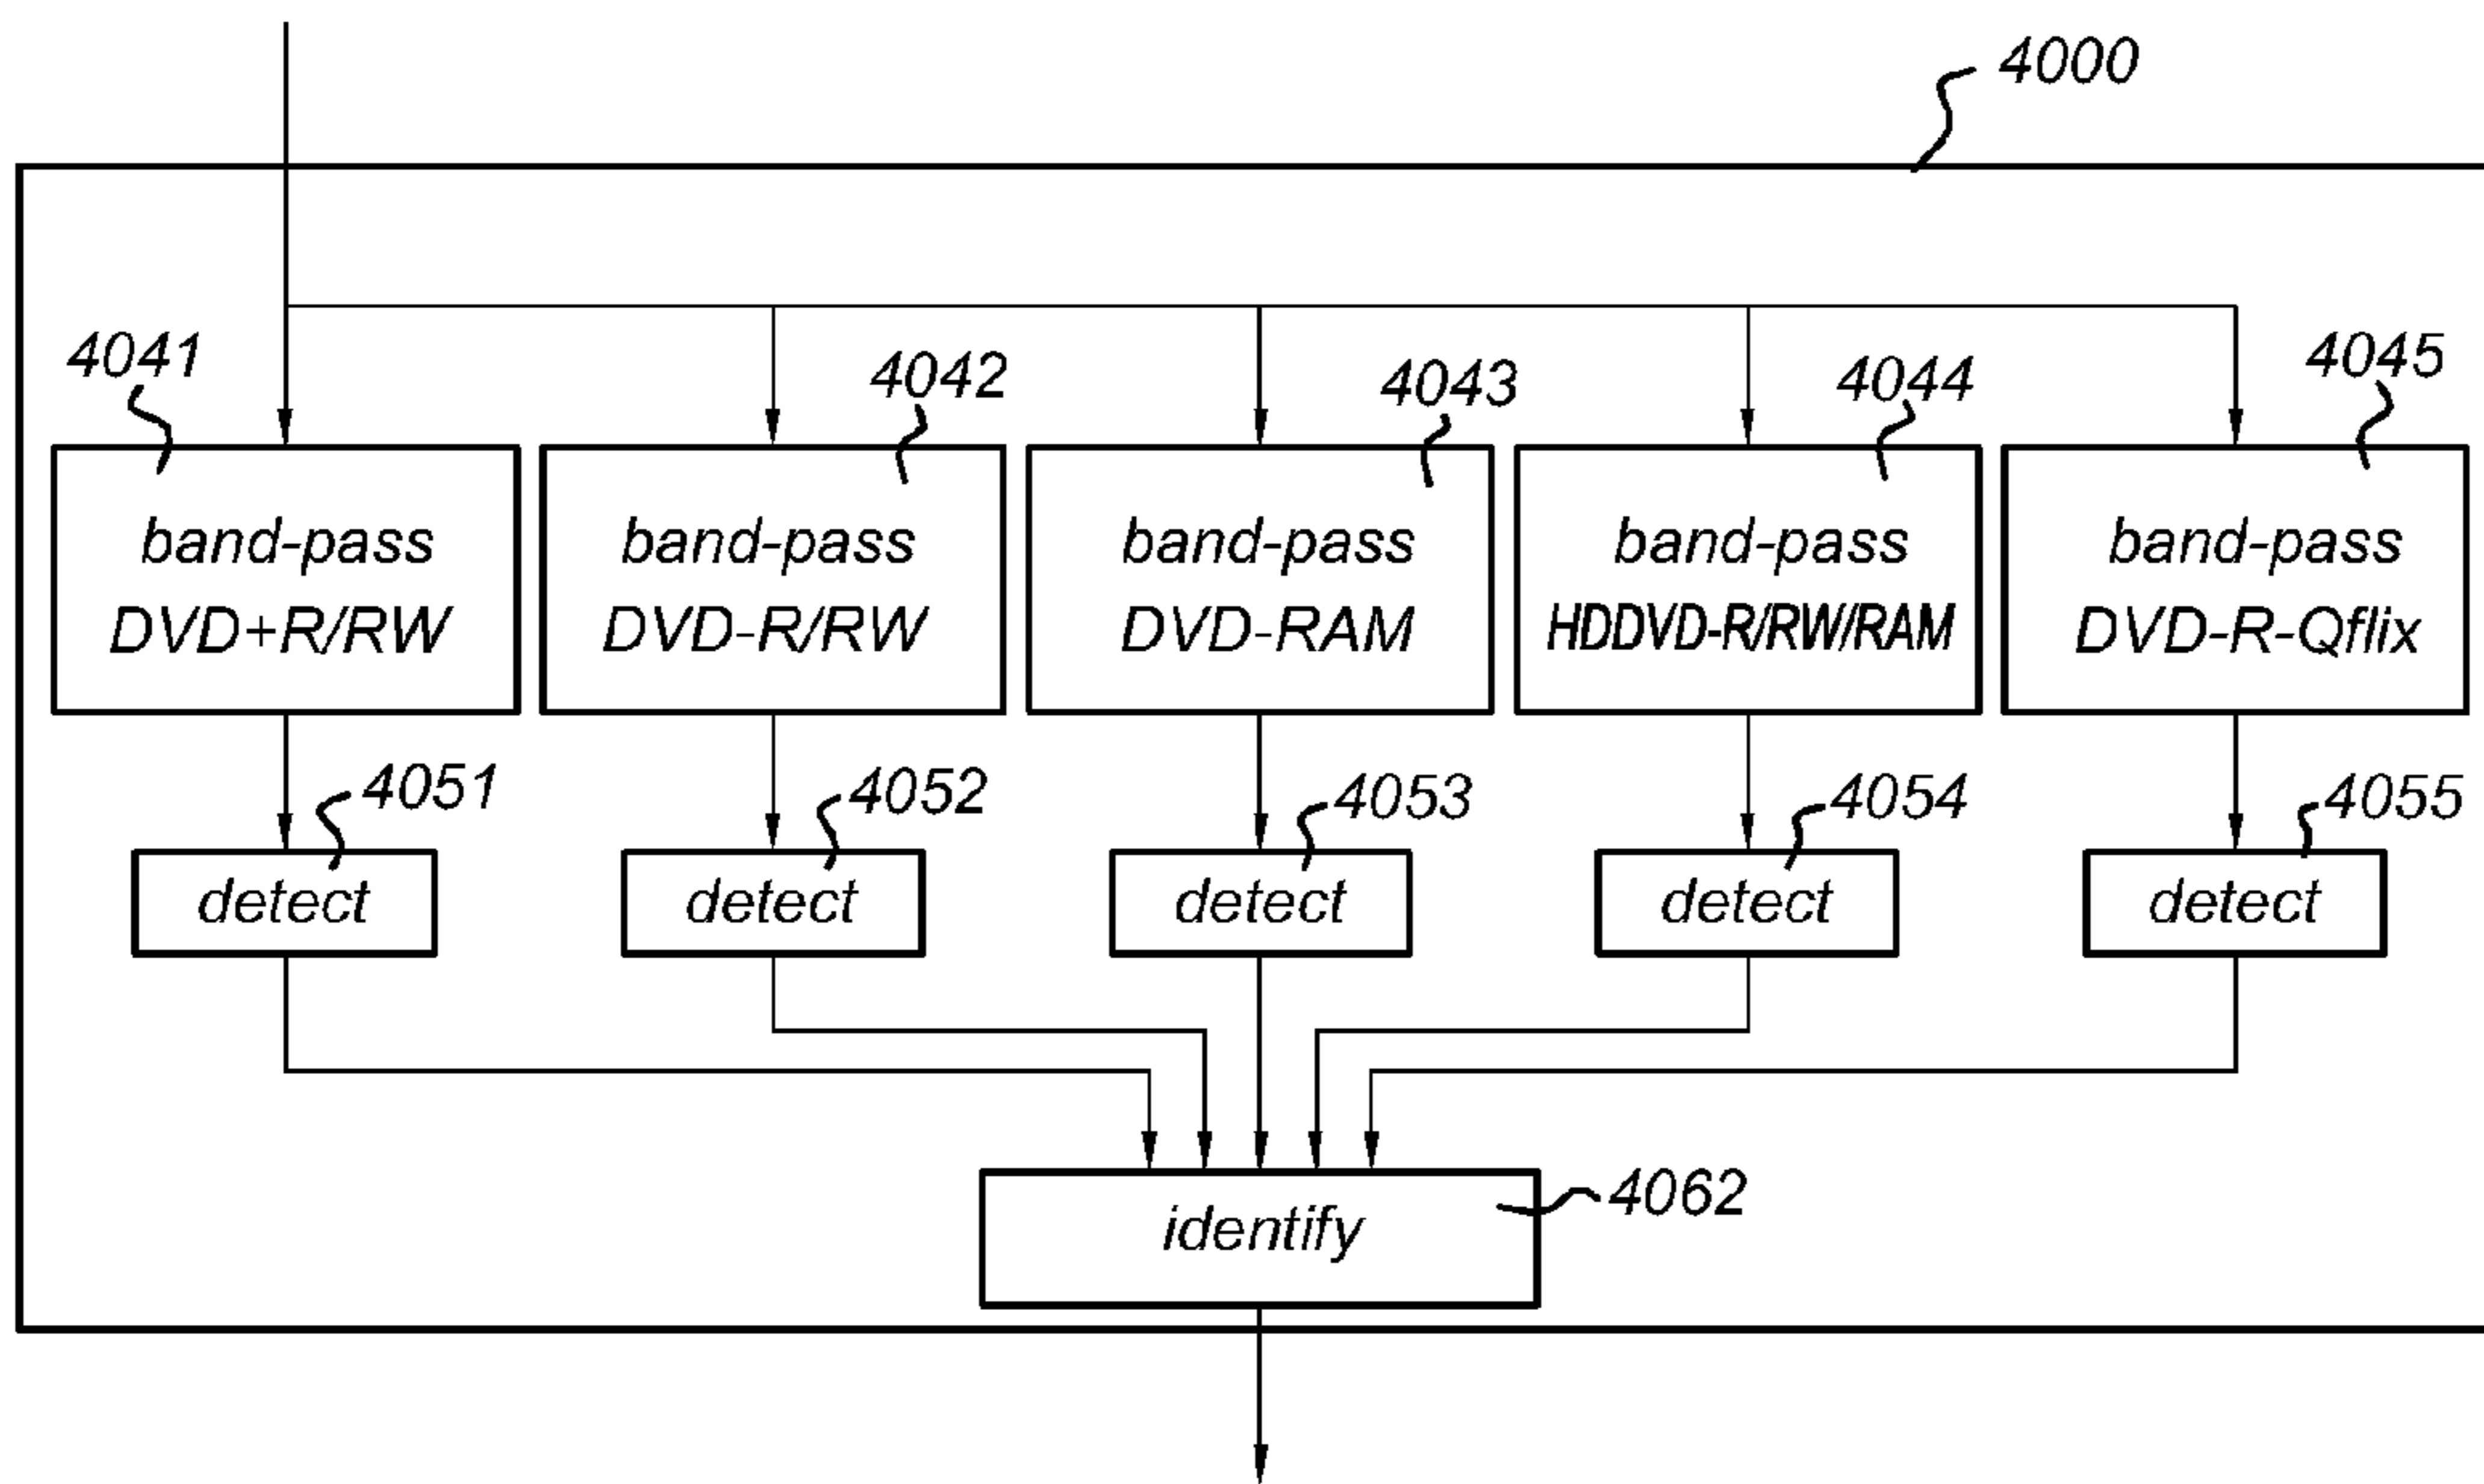 4000
4041
4042
4043
4044
4045
band-pass
DVD+R/RW
band-pass
DVD-R/RW
band-pass
DVD-RAM
band-pass
HDDVD-R/RW/RAM
band-pass
DVD-R-Qflix
4051
4052
4053
4054
4055
detect
detect
detect
detect
detect
identify
4062